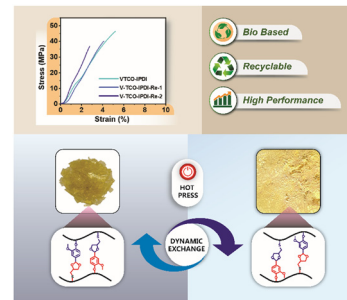 50
40
30
20
10
0
Stress (MPa)
VTCO-IPDI
V-TCO-IPDI-Re-1
V-TCO-IPDI-Re-2
0
2
4
6
8
10
Strain (%)
Bio Based
Recyclable
High Performance
HOT
PRESS
DYNAMIC
EXCHANGE